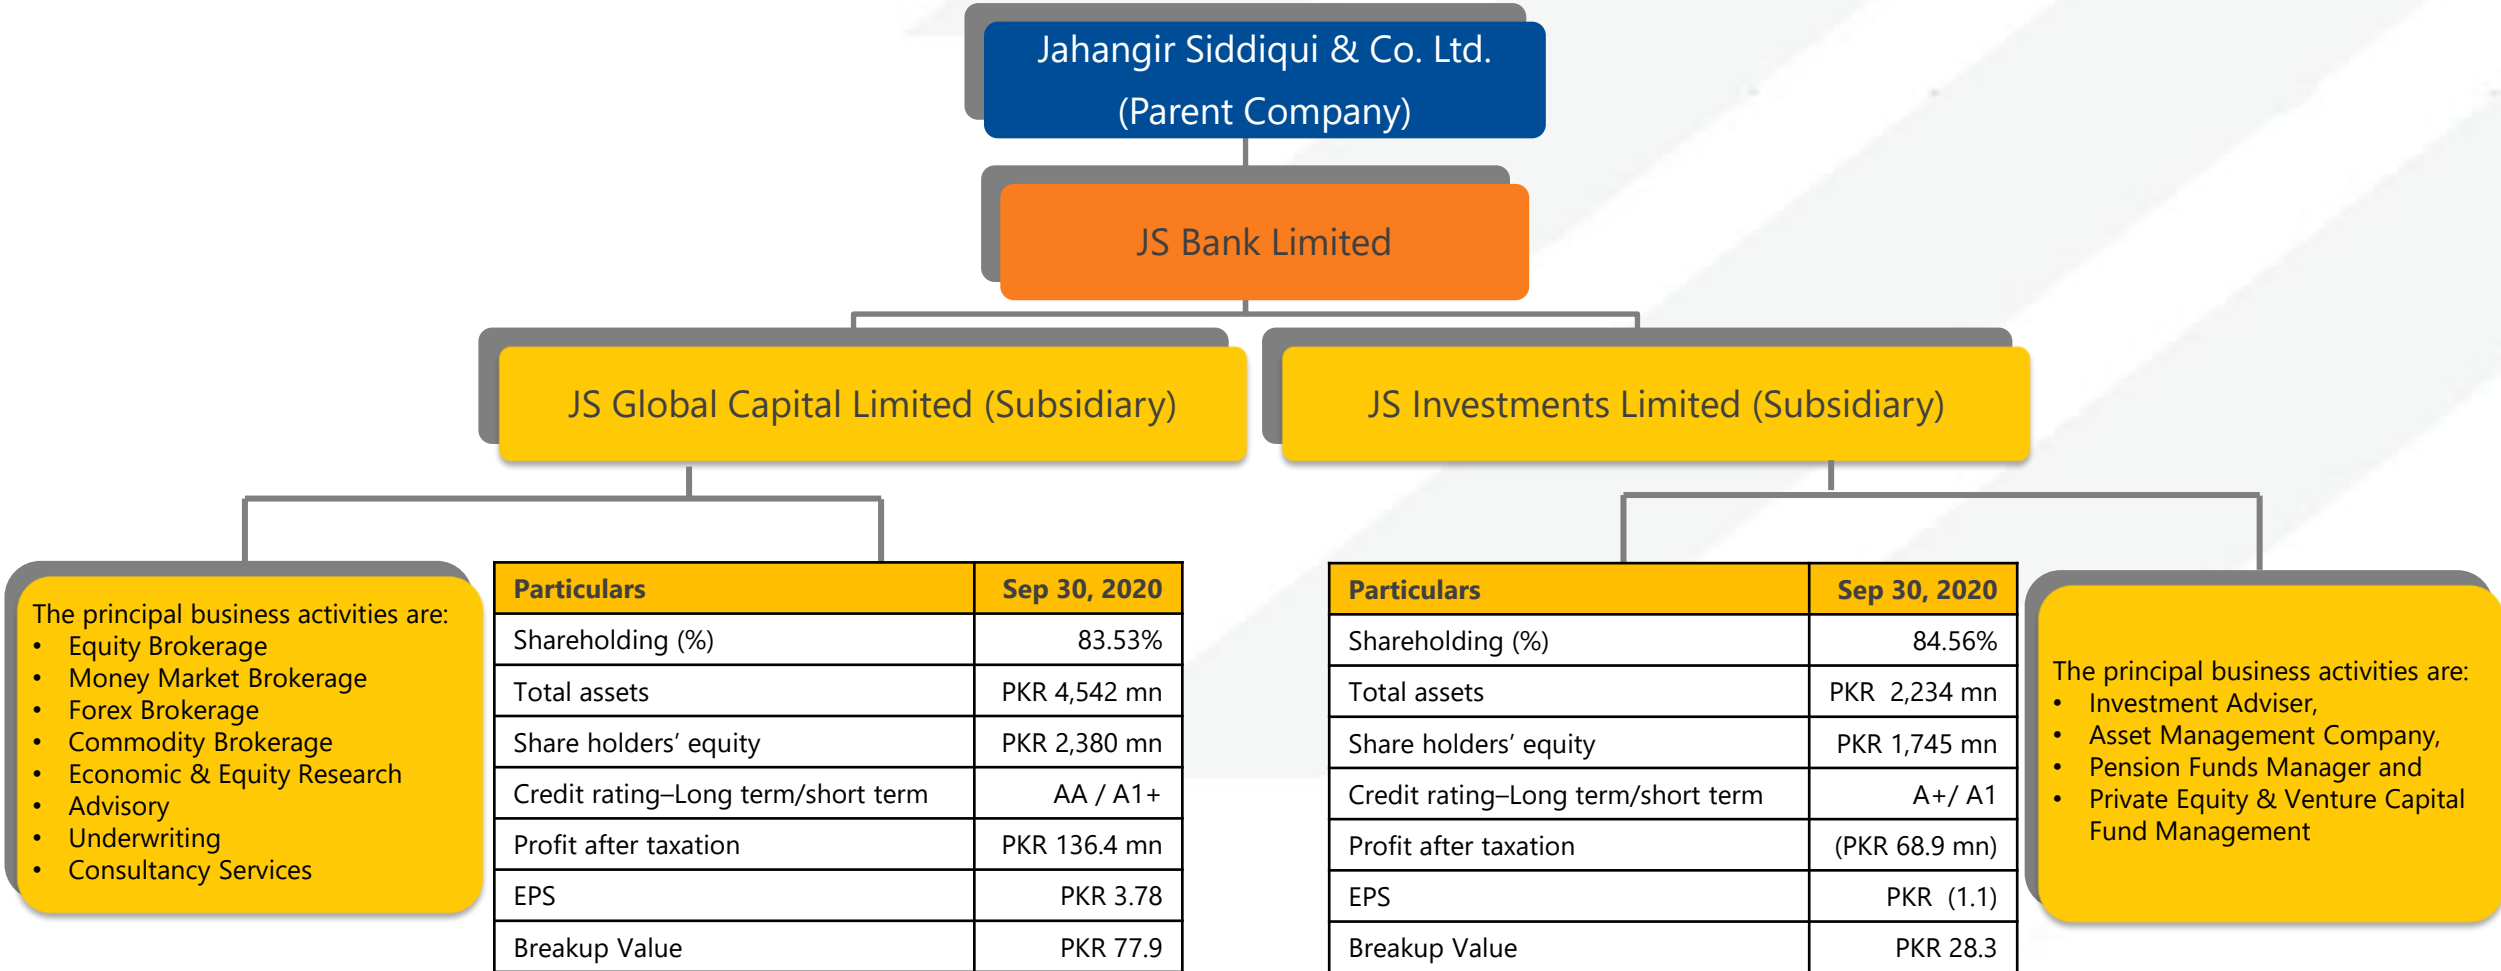 Jahangir Siddiqui & Co. Ltd.
(Parent Company)
JS Bank Limited
JS Global Capital Limited (Subsidiary)
JS Investments Limited (Subsidiary)
The principal business activities are:
• Equity Brokerage
• Money Market Brokerage
• Forex Brokerage
• Commodity Brokerage
• Economic & Equity Research
• Advisory
• Underwriting
• Consultancy Services
Particulars Sep 30, 2020
Shareholding (%) 83.53%
Total assets PKR 4,542 mn
Share holders’ equity PKR 2,380 mn
Credit rating–Long term/short term AA / A1+
Profit after taxation PKR 136.4 mn
EPS PKR 3.78
Breakup Value PKR 77.9
Particulars Sep 30, 2020
Shareholding (%) 84.56%
Total assets PKR 2,234 mn
Share holders’ equity PKR 1,745 mn
Credit rating–Long term/short term A+/ A1
Profit after taxation (PKR 68.9 mn)
EPS PKR (1.1)
Breakup Value PKR 28.3
The principal business activities are:
• Investment Adviser,
• Asset Management Company,
• Pension Funds Manager and
• Private Equity & Venture Capital
Fund Management